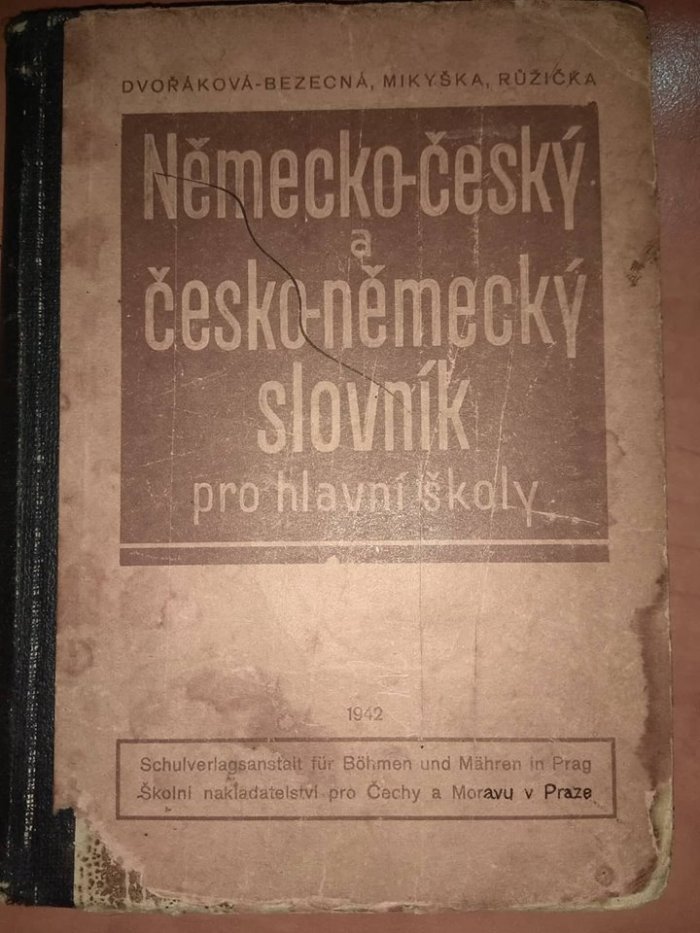 DVOŘÁKOVÁ-BEZECNÁ, MIKYŠKA, RŮŽIČKA
Německo-český
a
česko-německý
slovník
pro hlavní školy
1942
Schulverlagsanstalt für Böhmen und Mähren in Prag
Školní nakladatelství pro Čechy a Moravu v Praze